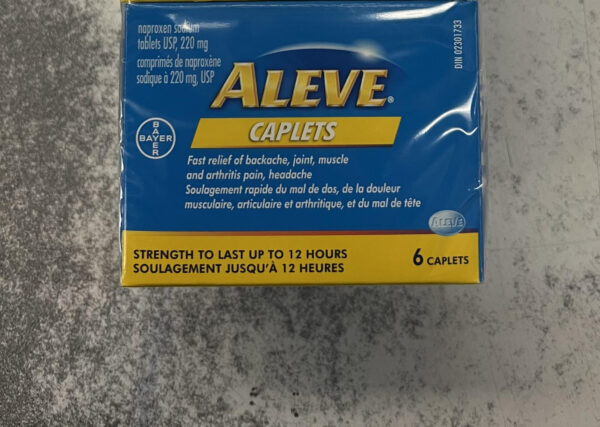 naproxen sodium
tablets USP, 220 mg
comprimés de naproxène
sodique à 220 mg, USP
DIN 02301733
ALEVE®
CAPLETS
BAYER
BAYER
Fast relief of backache, joint, muscle
and arthritis pain, headache
Soulagement rapide du mal de dos, de la douleur
musculaire, articulaire et arthritique, et du mal de tête
ALEVE
STRENGTH TO LAST UP TO 12 HOURS
SOULAGEMENT JUSQU'À 12 HEURES
6 CAPLETS